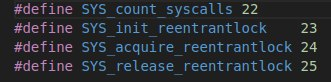 #define SYS_count_syscalls 22
#define SYS_init_reentrantlock 23
#define SYS_acquire_reentrantlock 24
#define SYS_release_reentrantlock 25